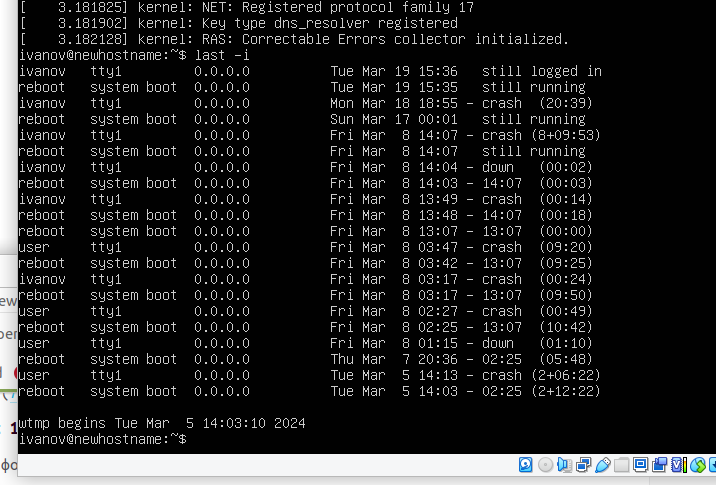 [    3.181825] kernel: NET: Registered protocol family 17
[    3.181902] kernel: Key type dns_resolver registered
[    3.182128] kernel: RAS: Correctable Errors collector initialized.
ivanov@newhostname:~$ last -i
ivanov   tty1         0.0.0.0          Tue Mar 19 15:36   still logged in
reboot   system boot  0.0.0.0          Tue Mar 19 15:35   still running
ivanov   tty1         0.0.0.0          Mon Mar 18 18:55 - crash  (20:39)
reboot   system boot  0.0.0.0          Sun Mar 17 00:01   still running
ivanov   tty1         0.0.0.0          Fri Mar  8 14:07 - crash (8+09:53)
reboot   system boot  0.0.0.0          Fri Mar  8 14:07   still running
ivanov   tty1         0.0.0.0          Fri Mar  8 14:04 - down   (00:02)
reboot   system boot  0.0.0.0          Fri Mar  8 14:03 - 14:07  (00:03)
ivanov   tty1         0.0.0.0          Fri Mar  8 13:49 - crash  (00:14)
reboot   system boot  0.0.0.0          Fri Mar  8 13:48 - 14:07  (00:18)
reboot   system boot  0.0.0.0          Fri Mar  8 13:07 - 13:07  (00:00)
user     tty1         0.0.0.0          Fri Mar  8 03:47 - crash  (09:20)
reboot   system boot  0.0.0.0          Fri Mar  8 03:42 - 13:07  (09:25)
ivanov   tty1         0.0.0.0          Fri Mar  8 03:17 - crash  (00:24)
reboot   system boot  0.0.0.0          Fri Mar  8 03:17 - 13:07  (09:50)
user     tty1         0.0.0.0          Fri Mar  8 02:27 - crash  (00:49)
reboot   system boot  0.0.0.0          Fri Mar  8 02:25 - 13:07  (10:42)
user     tty1         0.0.0.0          Fri Mar  8 01:15 - down   (01:10)
reboot   system boot  0.0.0.0          Thu Mar  7 20:36 - 02:25  (05:48)
user     tty1         0.0.0.0          Tue Mar  5 14:13 - crash (2+06:22)
reboot   system boot  0.0.0.0          Tue Mar  5 14:03 - 02:25 (2+12:22)
wtmp begins Tue Mar  5 14:03:10 2024
ivanov@newhostname:~$